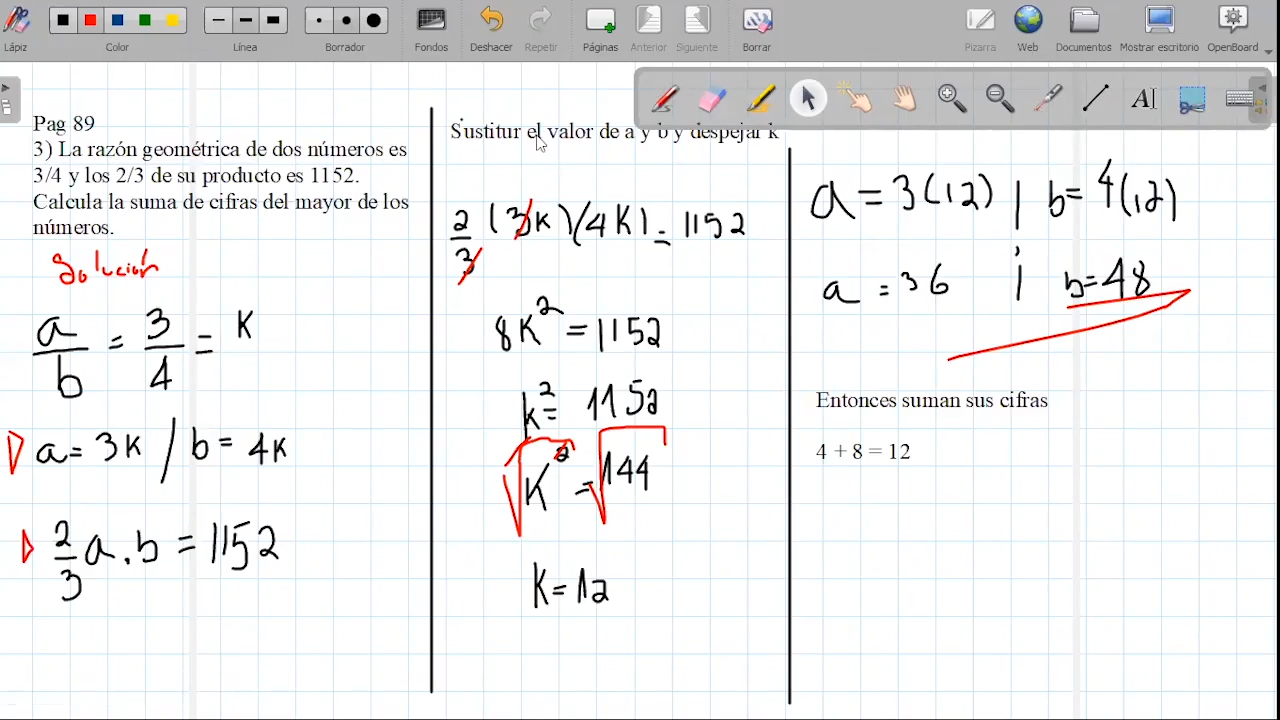 Lápiz
Color
Línea
Borrador
Fondos
Deshacer
Repetir
Páginas
Anterior
Siguiente
Borrar
Pizarra
Web
Documentos
Mostrar escritorio
OpenBoard
Pag 89
3) La razón geométrica de dos números es
3/4 y los 2/3 de su producto es 1152.
Calcula la suma de cifras del mayor de los
números.
Solución
a/b = 3/4 = K
a = 3K / b = 4K
2/3 a . b = 1152
Sustitur el valor de a y b y despejar k
2/3 (3K)(4K) = 1152
8K² = 1152
k² = 1152
√K² = √144
K = 12
a = 3(12) | b = 4(12)
a = 36 | b = 48
Entonces suman sus cifras
4 + 8 = 12